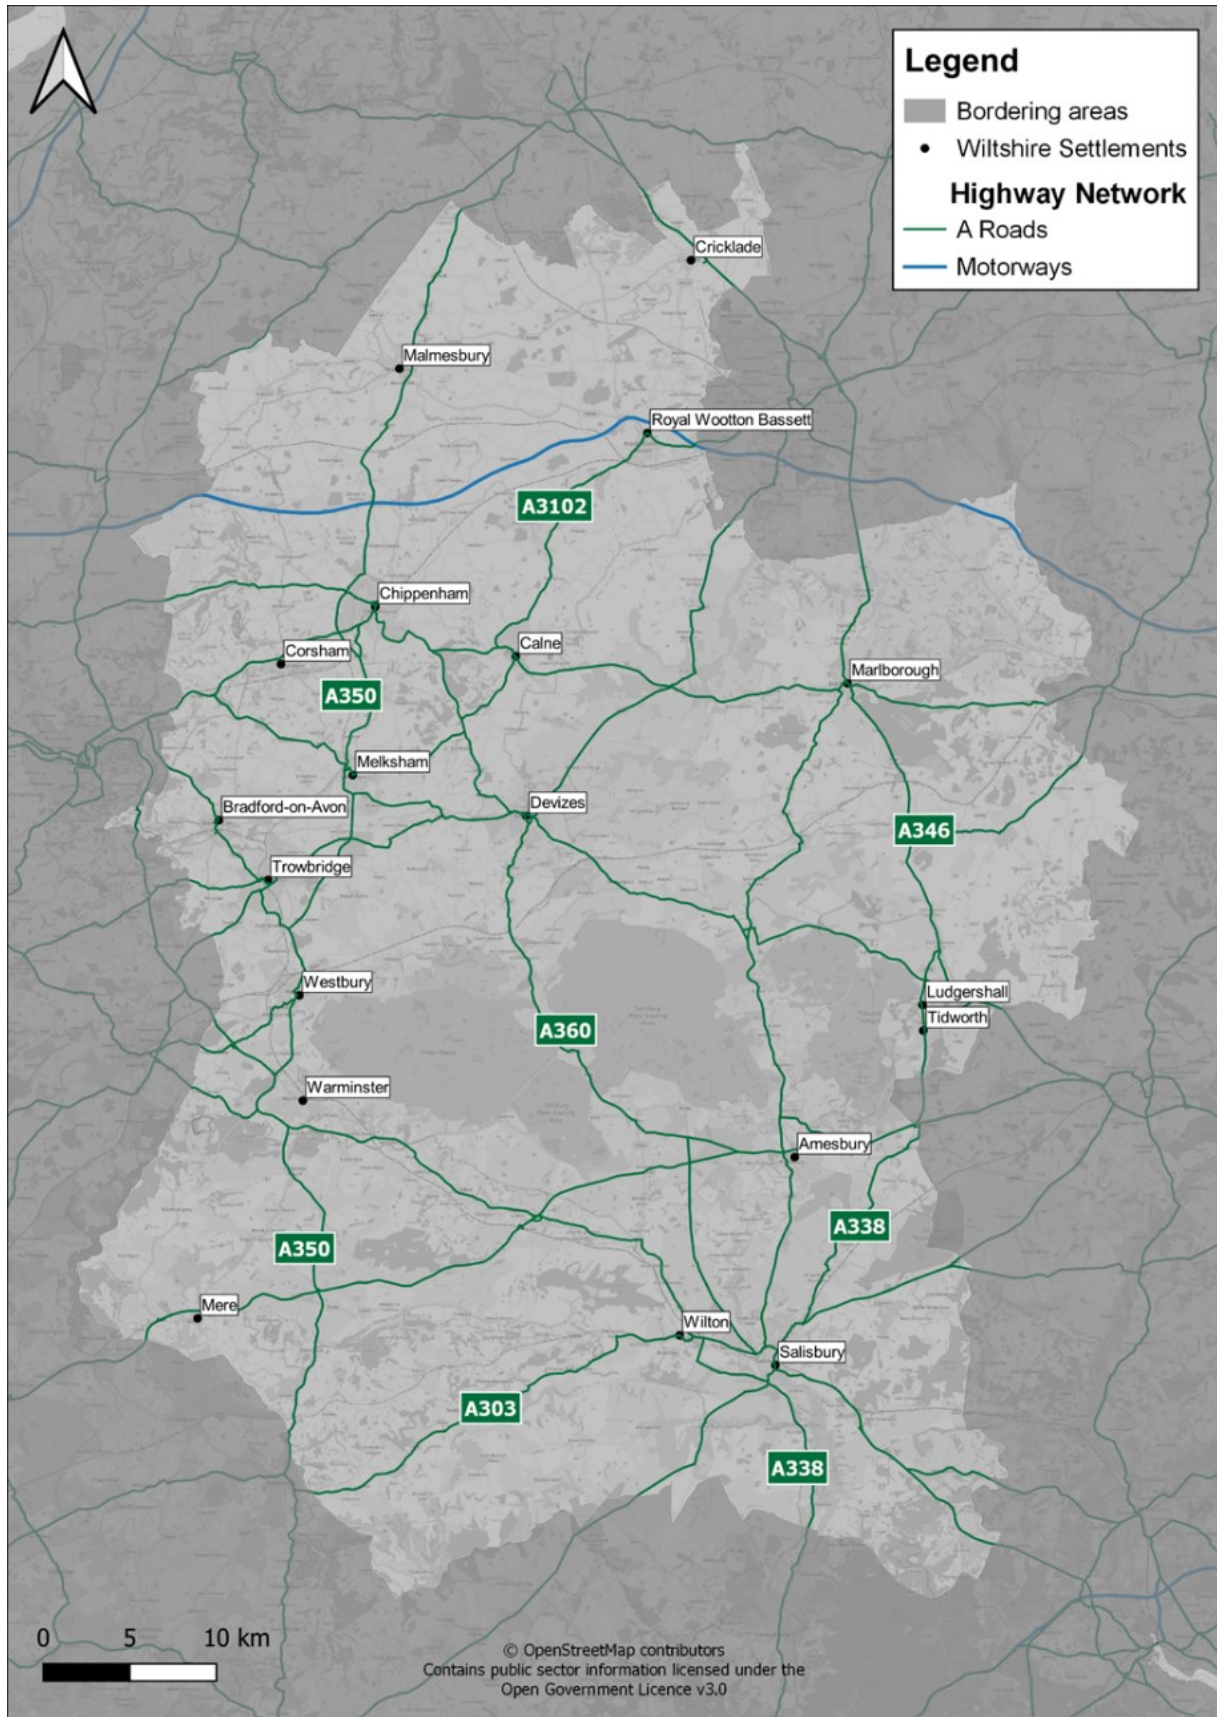 Legend
Bordering areas
Wiltshire Settlements
Highway Network
A Roads
Motorways
Cricklade
Malmesbury
Royal Wootton Bassett
A3102
Chippenham
Calne
Corsham
Marlborough
A350
Melksham
Bradford-on-Avon
Devizes
A346
Trowbridge
Westbury
Ludgershall
Tidworth
A360
Warminster
Amesbury
A338
A350
Mere
Wilton
Salisbury
A303
A338
0 5 10 km
© OpenStreetMap contributors
Contains public sector information licensed under the
Open Government Licence v3.0